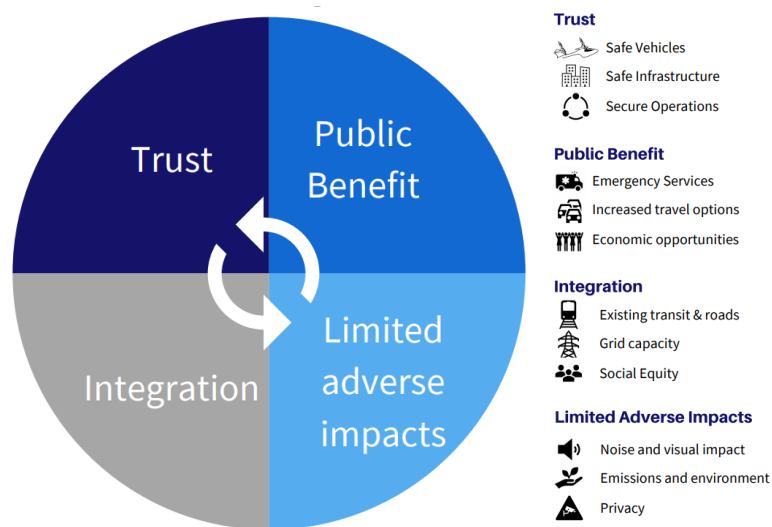 Trust
Public
Benefit
Integration
Limited
adverse
impacts
Trust
Safe Vehicles
Safe Infrastructure
Secure Operations
Public Benefit
Emergency Services
Increased travel options
Economic opportunities
Integration
Existing transit & roads
Grid capacity
Social Equity
Limited Adverse Impacts
Noise and visual impact
Emissions and environment
Privacy